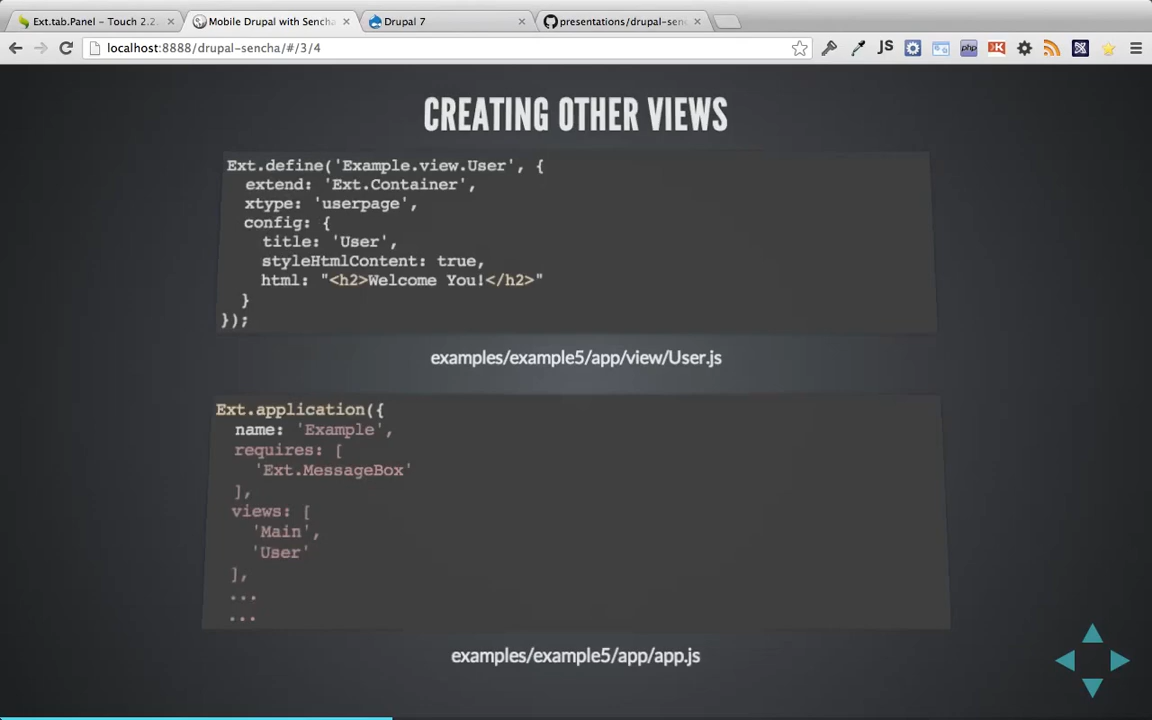 Ext.tab.Panel - Touch 2.2.
Mobile Drupal with Sencha
Drupal 7
presentations/drupal-senc
localhost:8888/drupal-sencha/#/3/4
JS
php
CREATING OTHER VIEWS
Ext.define('Example.view.User', {
extend: 'Ext.Container',
xtype: 'userpage',
config: {
title: 'User',
styleHtmlContent: true,
html: "<h2>Welcome You!</h2>"
}
});
examples/example5/app/view/User.js
Ext.application({
name: 'Example',
requires: [
'Ext.MessageBox'
],
views: [
'Main',
'User'
],
...
...
examples/example5/app/app.js